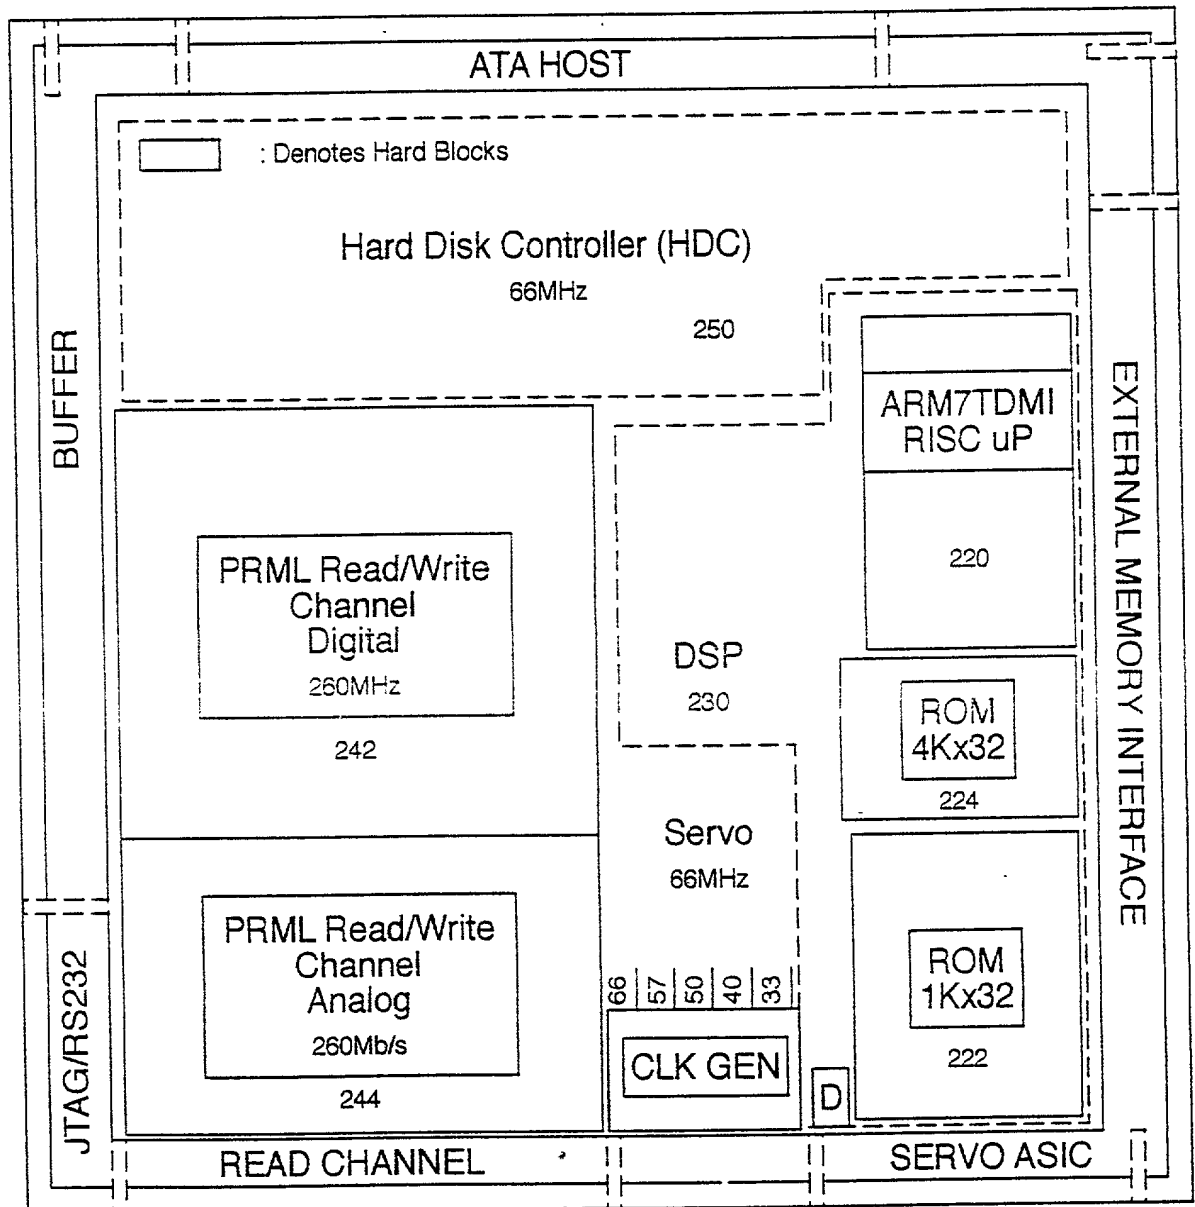 ATA HOST
: Denotes Hard Blocks
Hard Disk Controller (HDC)
66MHz
250
BUFFER
ARM7TDMI
RISC uP
220
EXTERNAL MEMORY INTERFACE
PRML Read/Write
Channel
Digital
260MHz
242
DSP
230
ROM
4Kx32
224
Servo
66MHz
PRML Read/Write
Channel
Analog
260Mb/s
244
66
57
50
40
33
CLK GEN
D
ROM
1Kx32
222
JTAG/RS232
READ CHANNEL
SERVO ASIC